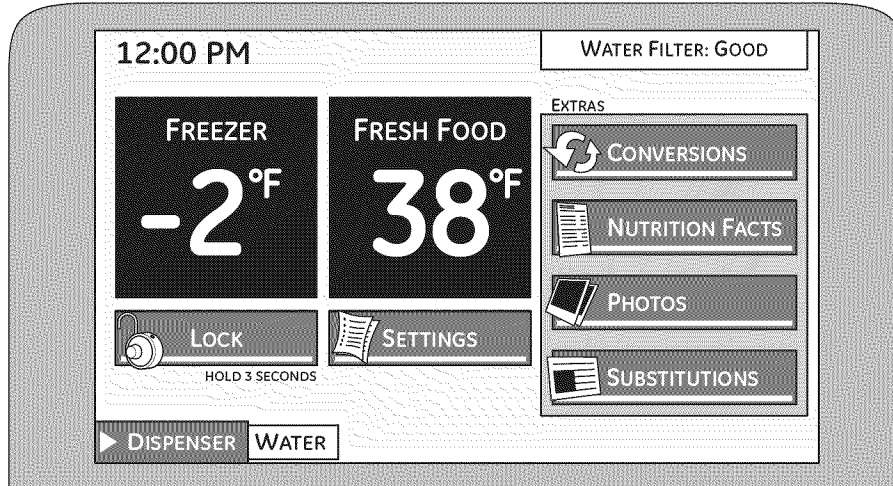 12:00 PM
WATER FILTER: GOOD
FREEZER
-2°F
FRESH FOOD
38°F
EXTRAS
CONVERSIONS
NUTRITION FACTS
PHOTOS
SUBSTITUTIONS
LOCK
HOLD 3 SECONDS
SETTINGS
DISPENSER
WATER